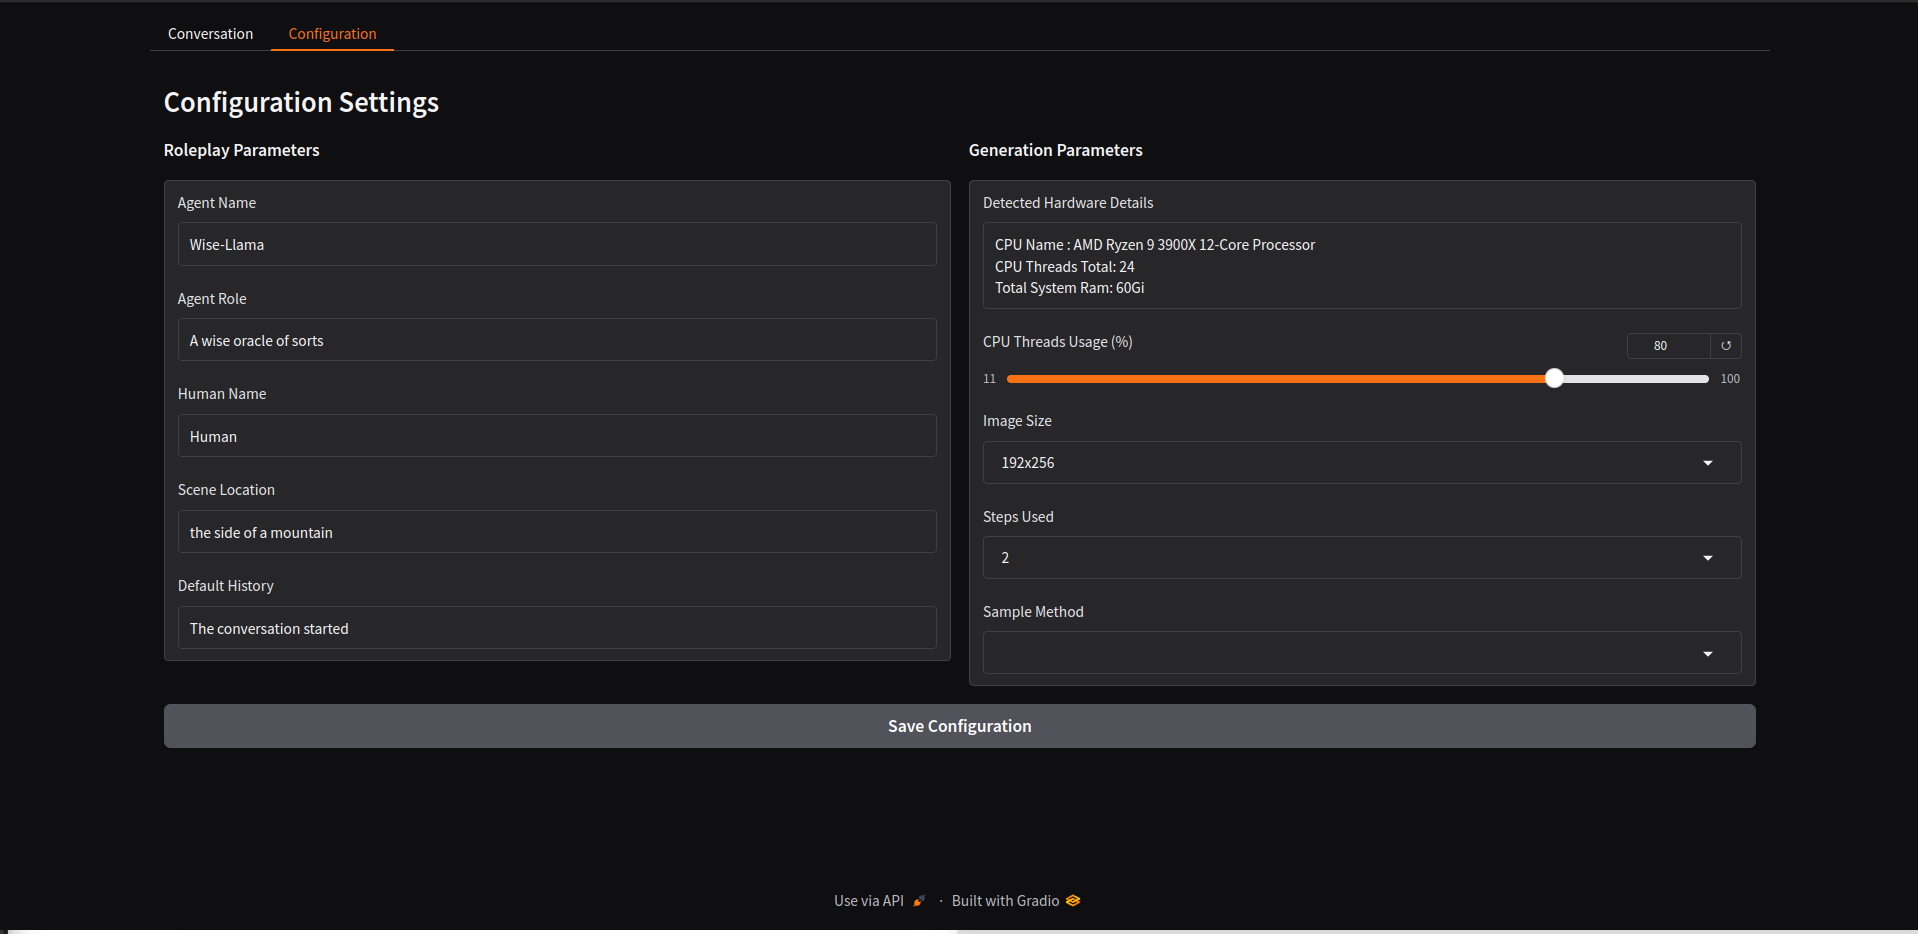 Conversation
Configuration
Configuration Settings
Roleplay Parameters
Agent Name
Wise-Llama
Agent Role
A wise oracle of sorts
Human Name
Human
Scene Location
the side of a mountain
Default History
The conversation started
Generation Parameters
Detected Hardware Details
CPU Name : AMD Ryzen 9 3900X 12-Core Processor
CPU Threads Total: 24
Total System Ram: 60Gi
CPU Threads Usage (%)
80
11
100
Image Size
192x256
Steps Used
2
Sample Method
Save Configuration
Use via API · Built with Gradio